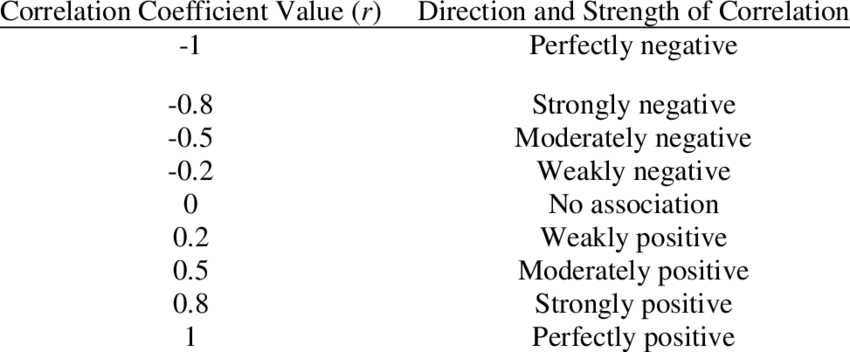 Correlation Coefficient Value (r) Direction and Strength of Correlation
-1 Perfectly negative
-0.8 Strongly negative
-0.5 Moderately negative
-0.2 Weakly negative
0 No association
0.2 Weakly positive
0.5 Moderately positive
0.8 Strongly positive
1 Perfectly positive